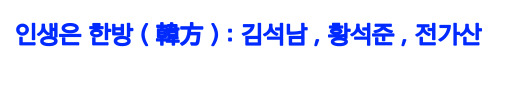 인생은 한방 ( 韓方 ) : 김석남 , 황석준 , 전가산